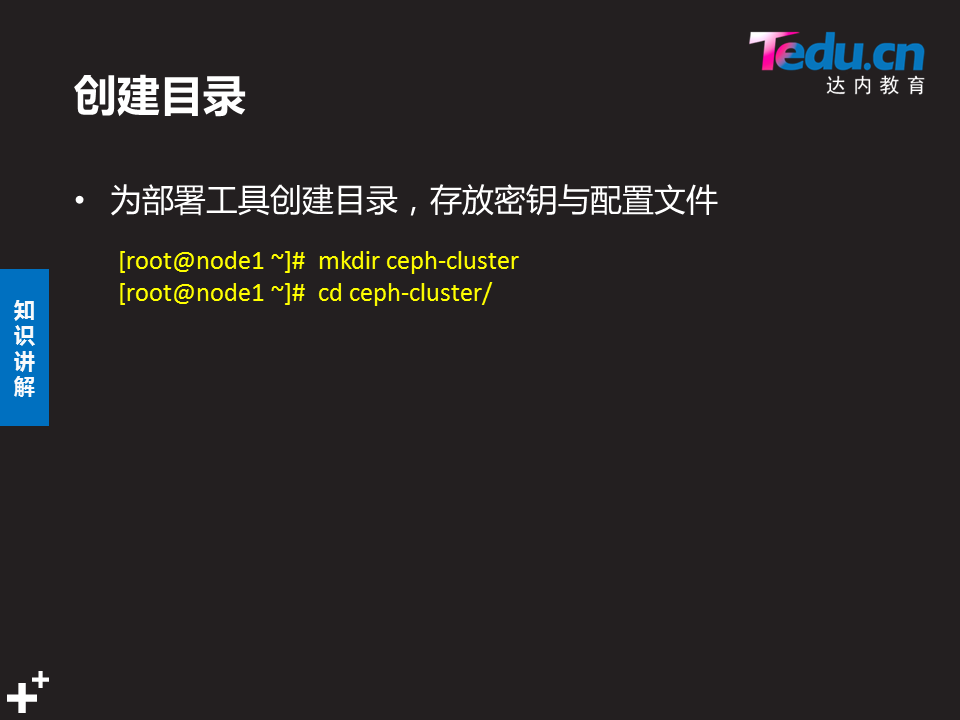 Tedu.cn
达内教育
创建目录
• 为部署工具创建目录，存放密钥与配置文件
[root@node1 ~]# mkdir ceph-cluster
[root@node1 ~]# cd ceph-cluster/
知
识
讲
解